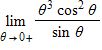 lim θ→0+ θ³ cos² θ / sin θ